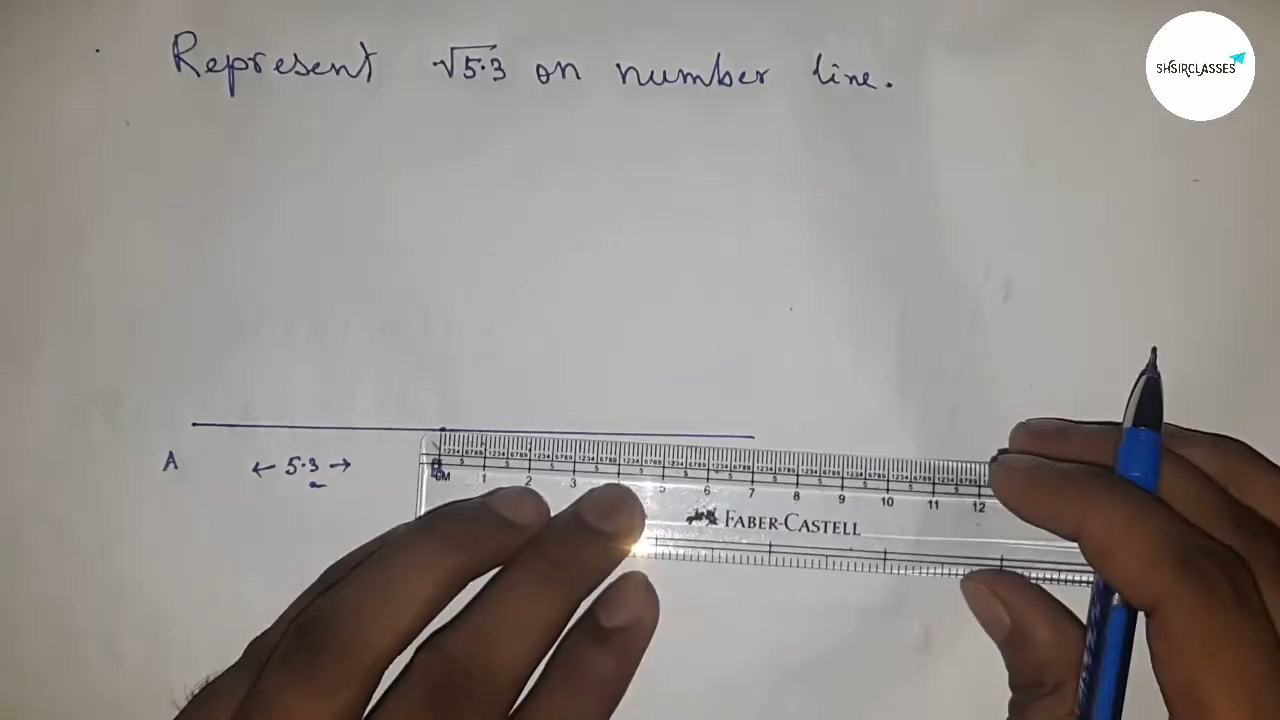 Represent √5.3 on number line.
SHSIRCLASSES
A ← 5.3 →
CM 1 2 3 5 6 7 8 9 10 11 12
FABER-CASTELL